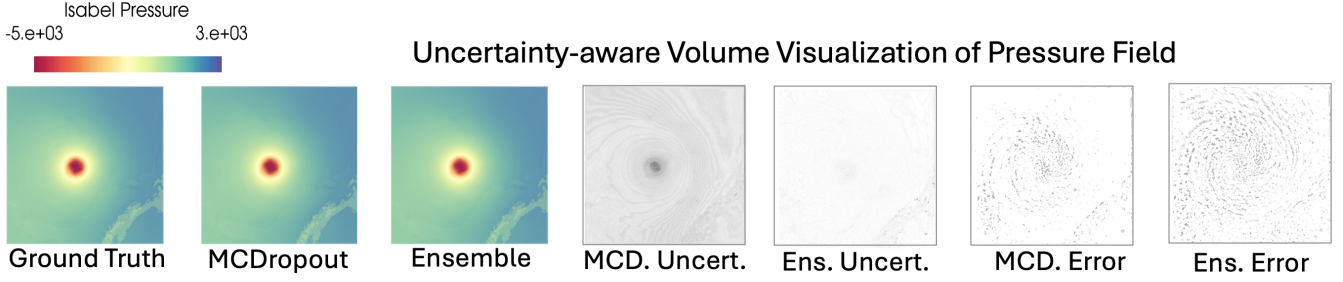 Isabel Pressure
-5.e+03 3.e+03
Uncertainty-aware Volume Visualization of Pressure Field
Ground Truth
MCDropout
Ensemble
MCD. Uncert.
Ens. Uncert.
MCD. Error
Ens. Error